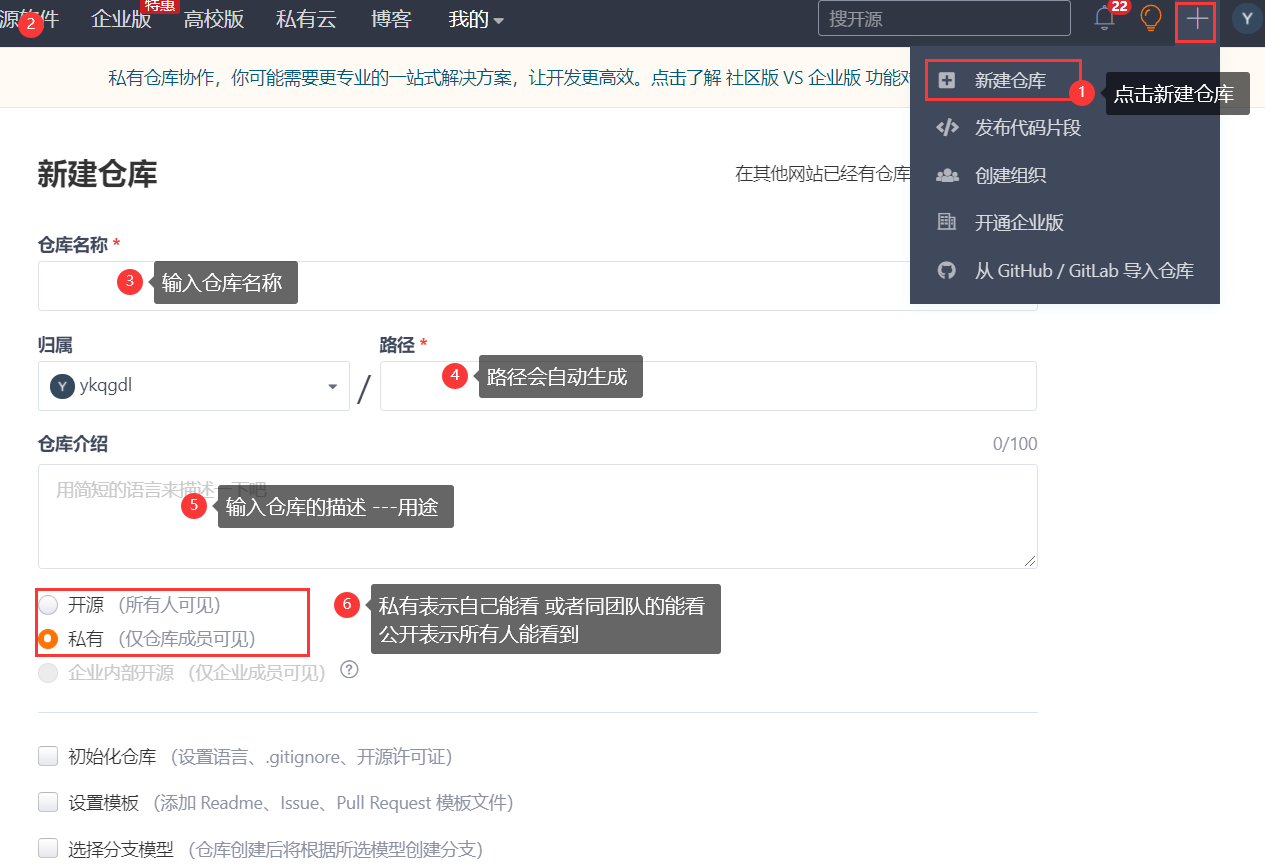 特惠
源软件 企业版 高校版 私有云 博客 我的 搜开源 22 Y
2
私有仓库协作，你可能需要更专业的一站式解决方案，让开发更高效。点击了解 社区版 VS 企业版 功能对
新建仓库
1 点击新建仓库
发布代码片段
创建组织
开通企业版
从 GitHub / GitLab 导入仓库
新建仓库
在其他网站已经有仓库
仓库名称 *
3 输入仓库名称
归属 路径 *
Y ykqgdl / 4 路径会自动生成
仓库介绍 0/100
用简短的语言来描述一下吧
5 输入仓库的描述 ---用途
开源 (所有人可见)
私有 (仅仓库成员可见)
6 私有表示自己能看 或者同团队的能看
公开表示所有人能看到
企业内部开源 (仅企业成员可见) ?
初始化仓库 (设置语言、.gitignore、开源许可证)
设置模板 (添加 Readme、Issue、Pull Request 模板文件)
选择分支模型 (仓库创建后将根据所选模型创建分支)